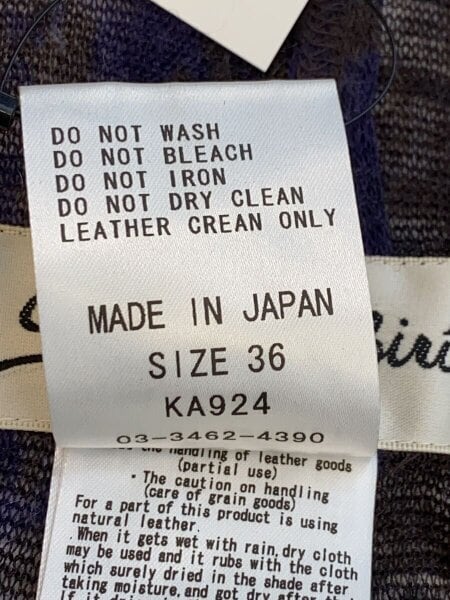 DO NOT WASH
DO NOT BLEACH
DO NOT IRON
DO NOT DRY CLEAN
LEATHER CREAN ONLY
MADE IN JAPAN
SIZE 36
KA924
03-3462-4390
the handling of leather goods
(partial use)
・The caution on handling
(care of grain goods)
For a part of this product is using
natural leather.
.When it gets wet with rain, dry cloth
may be used and it rubs with the cloth
which surely dried in the shade after
taking moisture, and got dry after the